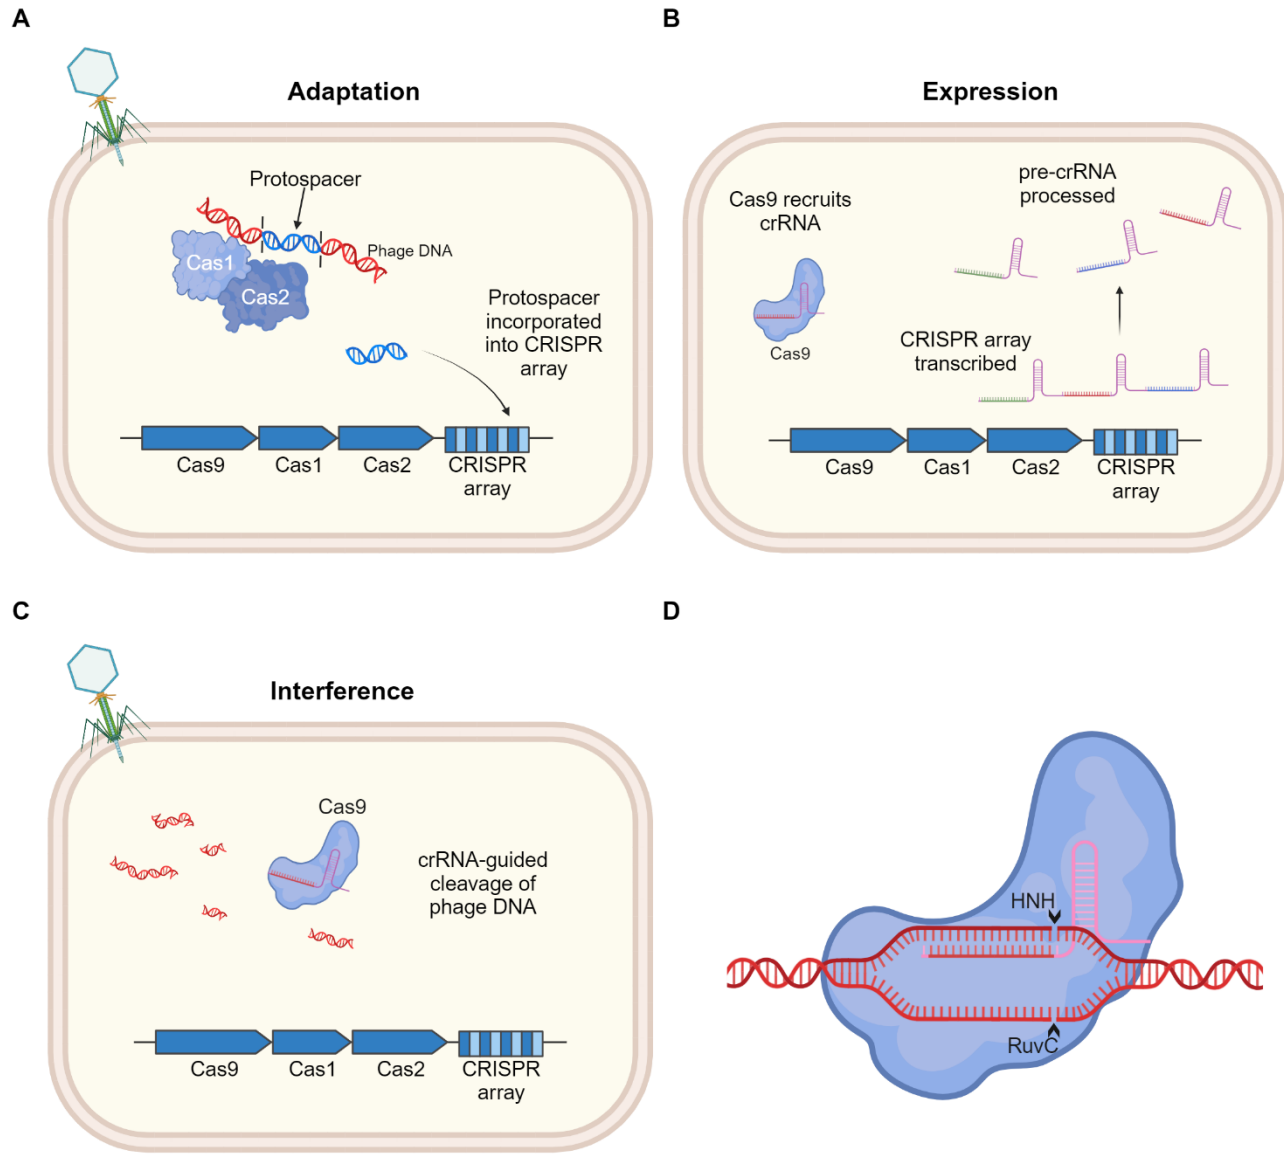 A
Adaptation
Protospacer
Phage DNA
Cas1
Cas2
Protospacer
incorporated
into CRISPR
array
Cas9
Cas1
Cas2
CRISPR
array
B
Expression
Cas9 recruits
crRNA
pre-crRNA
processed
Cas9
CRISPR array
transcribed
Cas9
Cas1
Cas2
CRISPR
array
C
Interference
Cas9
crRNA-guided
cleavage of
phage DNA
Cas9
Cas1
Cas2
CRISPR
array
D
HNH
RuvC